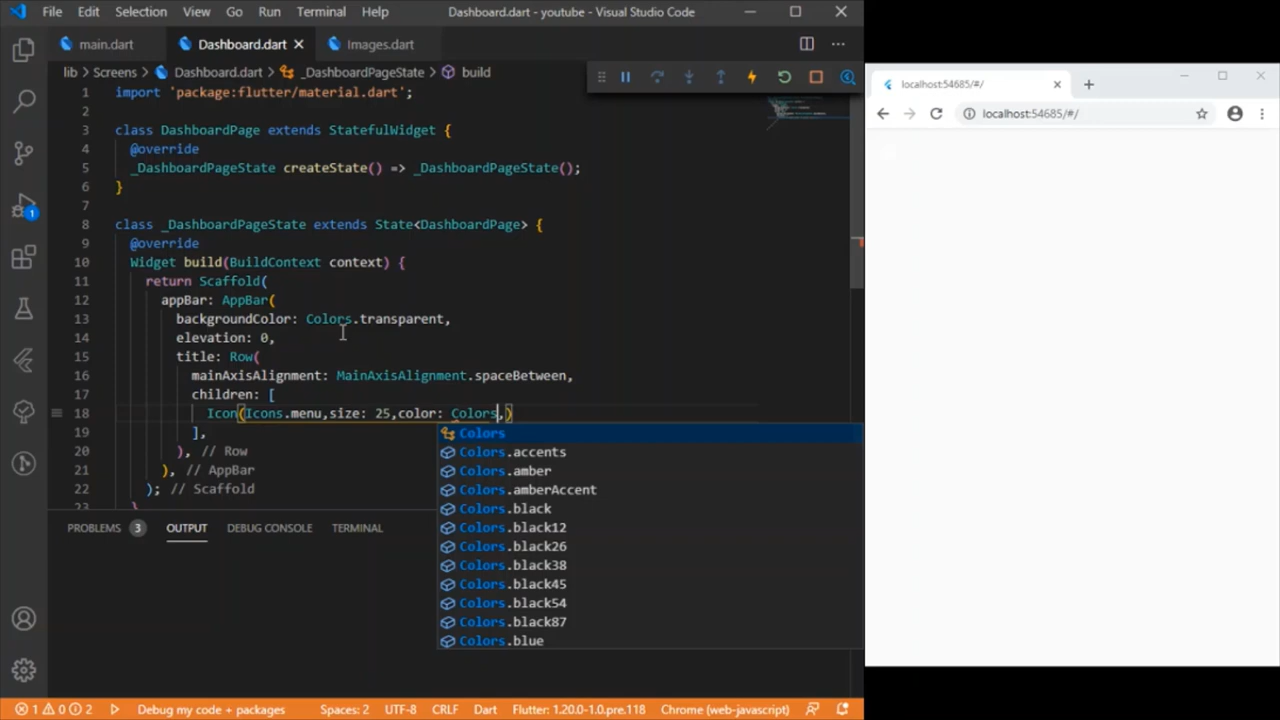 File Edit Selection View Go Run Terminal Help Dashboard.dart - youtube - Visual Studio Code
main.dart Dashboard.dart Images.dart
lib > Screens > Dashboard.dart > _DashboardPageState > build
1 import 'package:flutter/material.dart';
2
3 class DashboardPage extends StatefulWidget {
4 @override
5 _DashboardPageState createState() => _DashboardPageState();
6 }
7
8 class _DashboardPageState extends State<DashboardPage> {
9 @override
10 Widget build(BuildContext context) {
11 return Scaffold(
12 appBar: AppBar(
13 backgroundColor: Colors.transparent,
14 elevation: 0,
15 title: Row(
16 mainAxisAlignment: MainAxisAlignment.spaceBetween,
17 children: [
18 Icon(Icons.menu,size: 25,color: Colors,)
19 ],
20 ), // Row
21 ), // AppBar
22 ); // Scaffold
23 }
Colors
Colors.accents
Colors.amber
Colors.amberAccent
Colors.black
Colors.black12
Colors.black26
Colors.black38
Colors.black45
Colors.black54
Colors.black87
Colors.blue
PROBLEMS 3 OUTPUT DEBUG CONSOLE TERMINAL
1
1 0 2 Debug my code + packages Spaces: 2 UTF-8 CRLF Dart Flutter: 1.20.0-1.0.pre.118 Chrome (web-javascript)
localhost:54685/#/
localhost:54685/#/